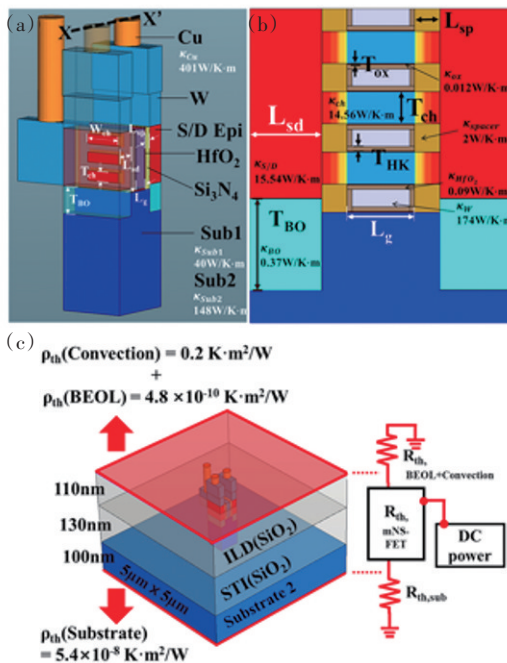 (a)
X
X'
Cu
κCu
401W/K·m
W
Wch
S/D Epi
HfO2
Tch
Si3N4
TBO
Lg
Sub1
κSub1
40W/K·m
Sub2
κSub2
148W/K·m
(b)
Lsp
Tox
κox
0.012W/K·m
κch
14.56W/K·m
Tch
Lsd
κspacer
2W/K·m
THK
κS/D
15.54W/K·m
κHfO2
0.09W/K·m
TBO
κW
174W/K·m
Lg
κBO
0.37W/K·m
(c)
ρth(Convection) = 0.2 K·m²/W
+
ρth(BEOL) = 4.8 ×10⁻¹⁰ K·m²/W
110nm
130nm
100nm
ILD(SiO2)
STI(SiO2)
Substrate 2
5μm × 5μm
ρth(Substrate)
= 5.4×10⁻⁸ K·m²/W
Rth,
BEOL+Convection
Rth,
mNS-
FET
DC
power
Rth,sub